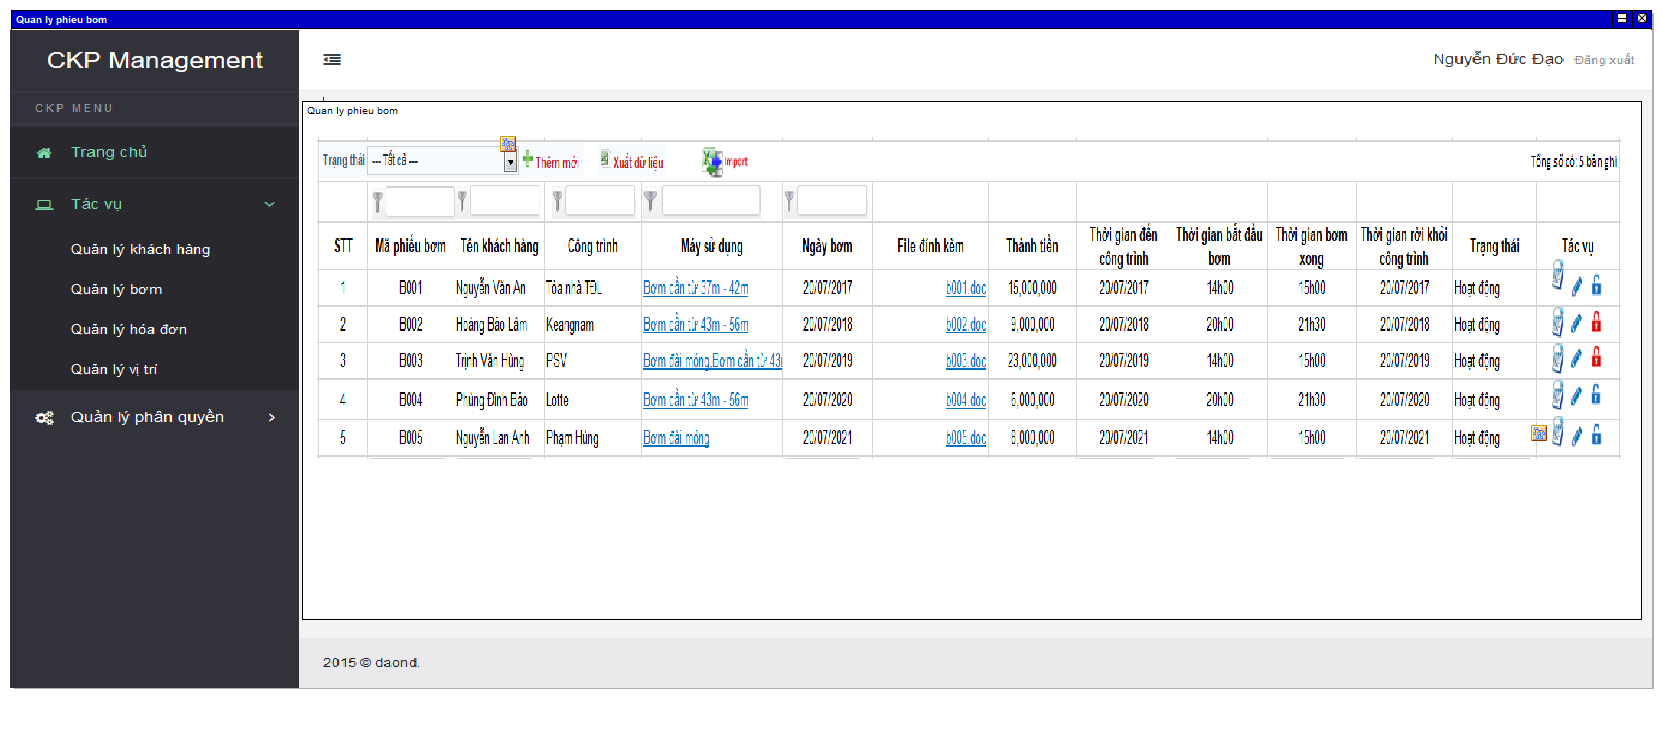 Quan ly phieu bom
CKP Management
Nguyễn Đức Đạo Đăng xuất
CKP MENU
Trang chủ
Tác vụ
Quản lý khách hàng
Quản lý bơm
Quản lý hóa đơn
Quản lý vị trí
Quản lý phân quyền
Quan ly phieu bom
Trạng thái --- Tất cả --- Thêm mới Xuất dữ liệu Import Tổng số có: 5 bản ghi
STT Mã phiếu bơm Tên khách hàng Công trình Máy sử dụng Ngày bơm File đính kèm Thành tiền Thời gian đến công trình Thời gian bắt đầu bơm Thời gian bơm xong Thời gian rời khỏi công trình Trạng thái Tác vụ
1 B001 Nguyễn Văn An Tòa nhà TĐL Bơm cần từ 37m - 42m 20/07/2017 b001.doc 15,000,000 20/07/2017 14h00 15h00 20/07/2017 Hoạt động
2 B002 Hoàng Bảo Lâm Keangnam Bơm cần từ 43m - 56m 20/07/2018 b002.doc 9,000,000 20/07/2018 20h00 21h30 20/07/2018 Hoạt động
3 B003 Trịnh Văn Hùng PSV Bơm đài móng,Bơm cần từ 43 20/07/2019 b003.doc 23,000,000 20/07/2019 14h00 15h00 20/07/2019 Hoạt động
4 B004 Phùng Đình Bảo Lotte Bơm cần từ 43m - 56m 20/07/2020 b004.doc 6,000,000 20/07/2020 20h00 21h30 20/07/2020 Hoạt động
5 B005 Nguyễn Lan Anh Phạm Hùng Bơm đài móng 20/07/2021 b005.doc 8,000,000 20/07/2021 14h00 15h00 20/07/2021 Hoạt động
2015 © daond.